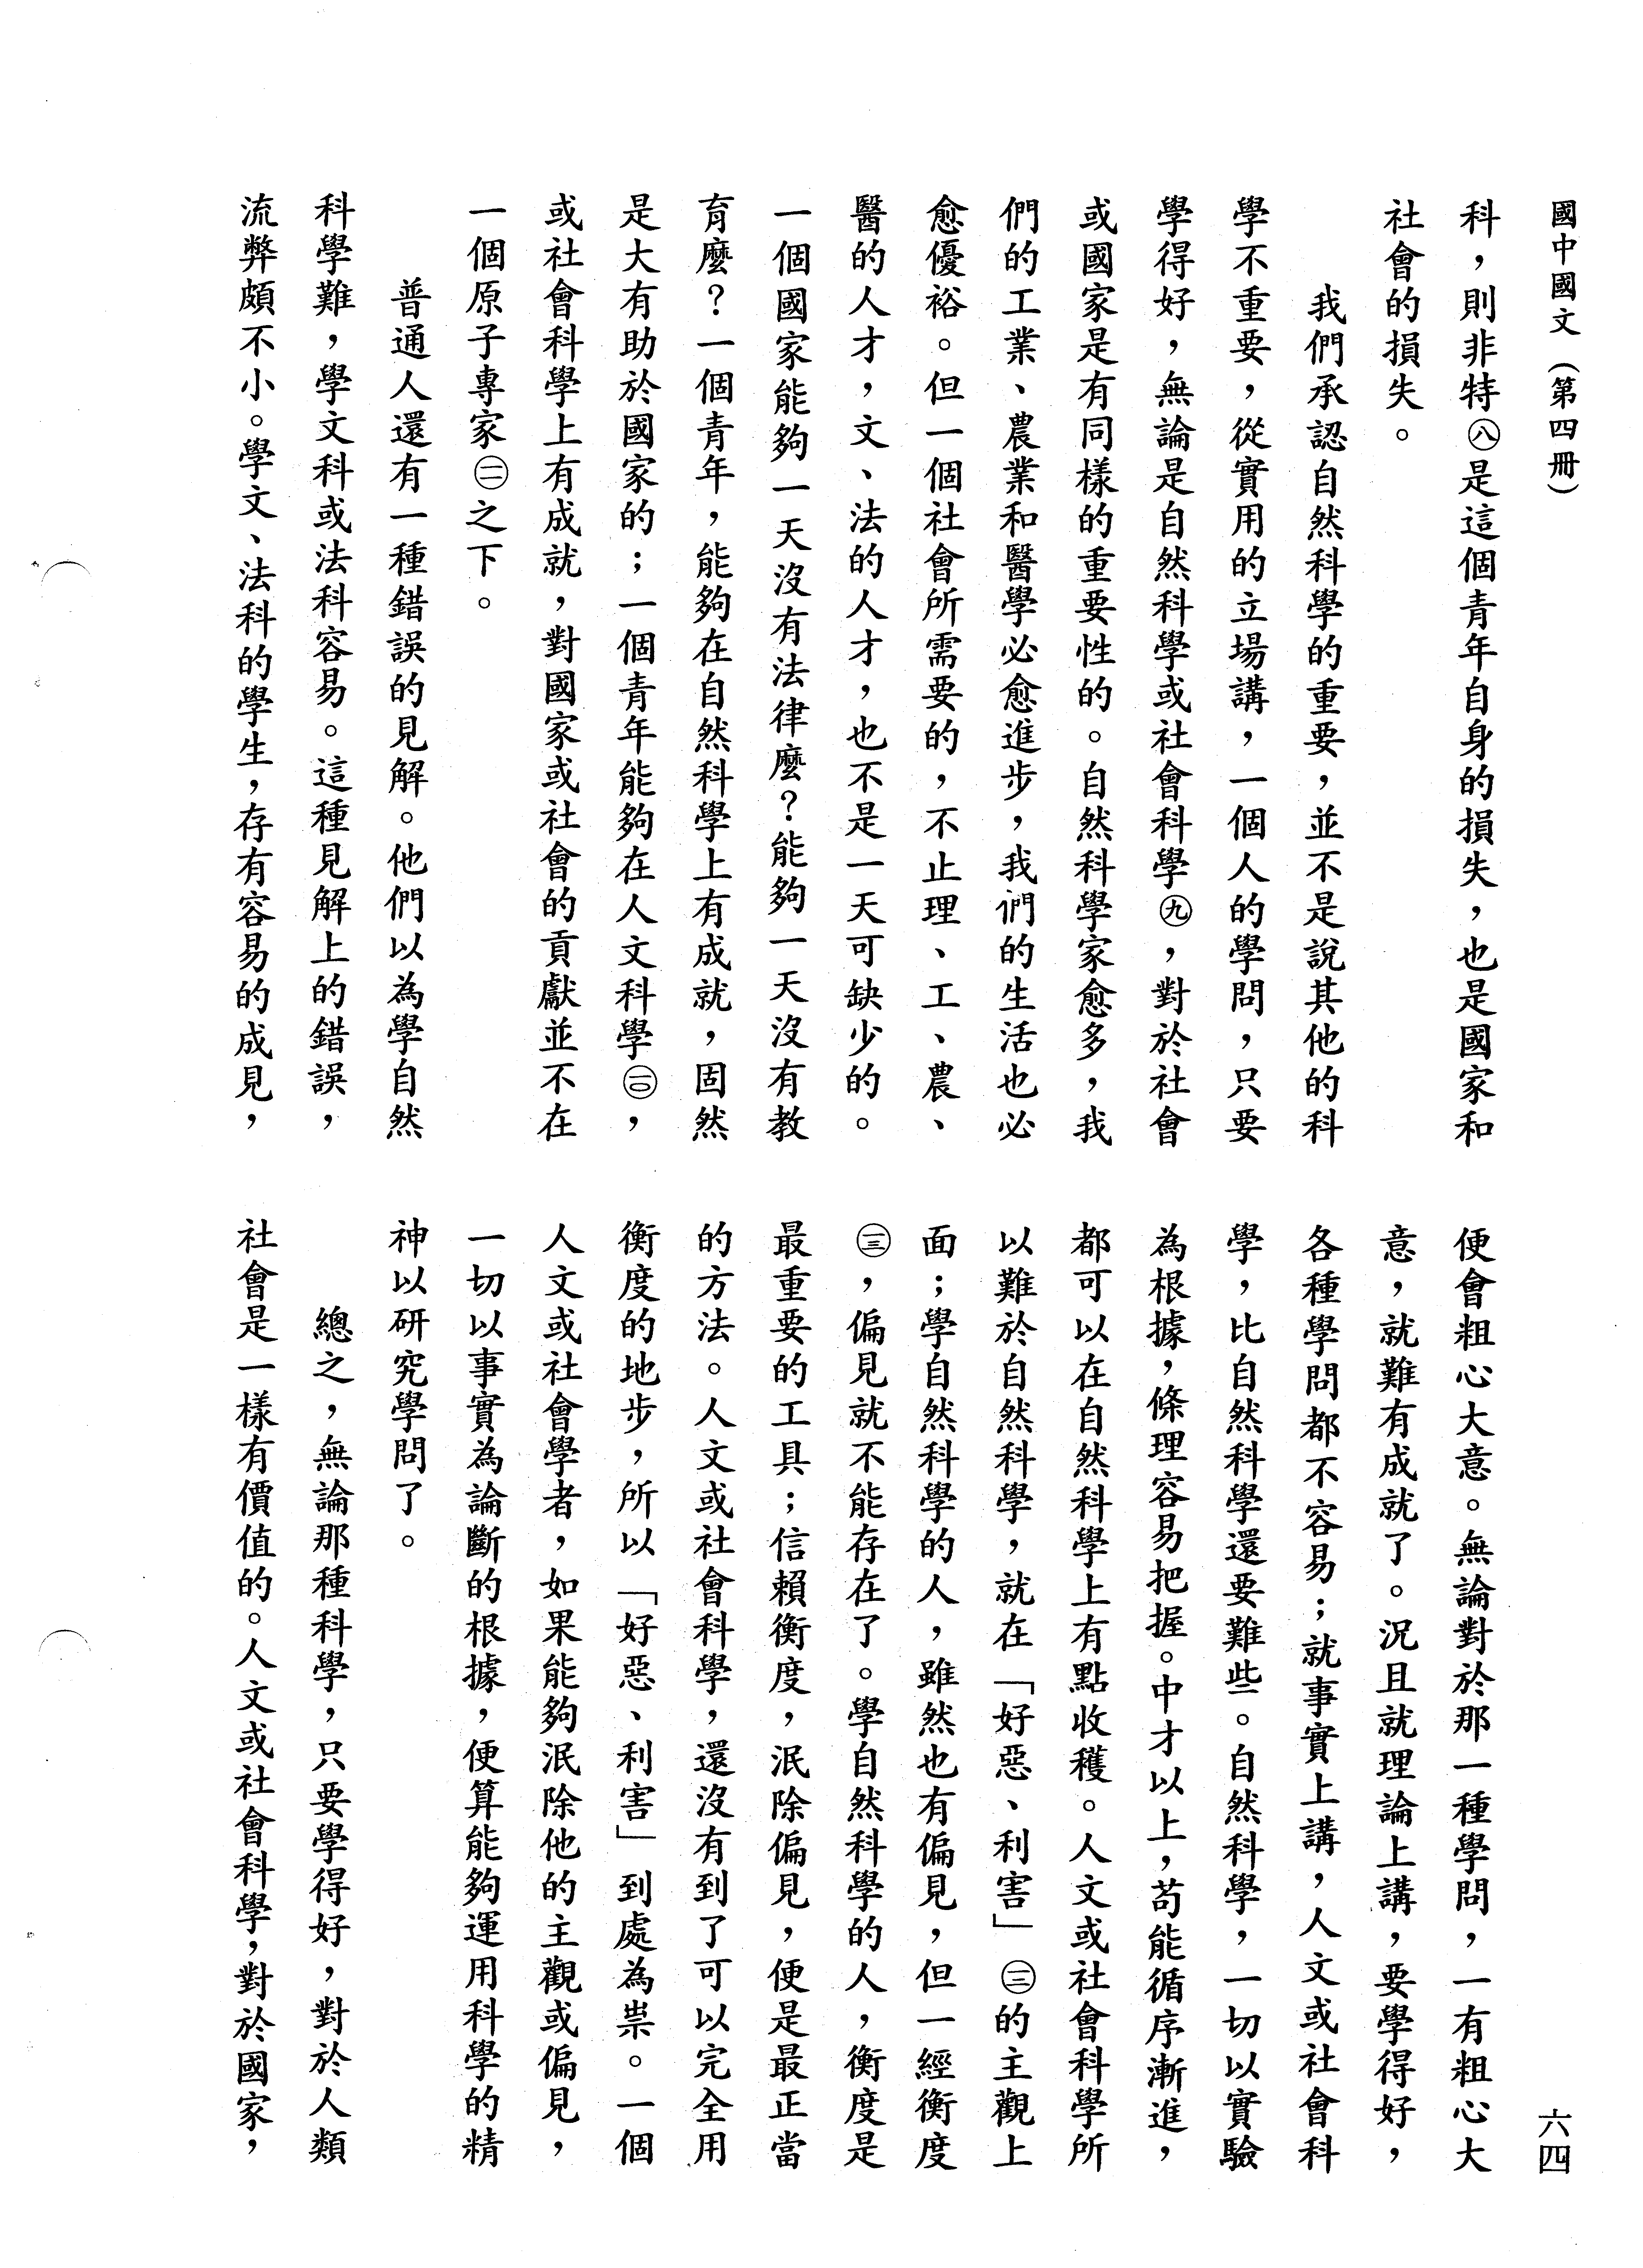 國中國文（第四冊）
科，則非特㊇是這個青年自身的損失，也是國家和
社會的損失。
我們承認自然科學的重要，並不是說其他的科
學不重要，從實用的立場講，一個人的學問，只要
學得好，無論是自然科學或社會科學㊈，對於社會
或國家是有同樣的重要性的。自然科學家愈多，我
們的工業、農業和醫學必愈進步，我們的生活也必
愈優裕。但一個社會所需要的，不止理、工、農、
醫的人才，文、法的人才，也不是一天可缺少的。
一個國家能夠一天沒有法律麼？能夠一天沒有教
育麼？一個青年，能夠在自然科學上有成就，固然
是大有助於國家的；一個青年能夠在人文科學㊀〇，
或社會科學上有成就，對國家或社會的貢獻並不在
一個原子專家㊀一之下。
普通人還有一種錯誤的見解。他們以為學自然
科學難，學文科或法科容易。這種見解上的錯誤，
流弊頗不小。學文、法科的學生，存有容易的成見，
便會粗心大意。無論對於那一種學問，一有粗心大
意，就難有成就了。況且就理論上講，要學得好，
各種學問都不容易；就事實上講，人文或社會科
學，比自然科學還要難些。自然科學，一切以實驗
為根據，條理容易把握。中才以上，苟能循序漸進，
都可以在自然科學上有點收穫。人文或社會科學所
以難於自然科學，就在「好惡、利害」㊀二的主觀上
面；學自然科學的人，雖然也有偏見，但一經衡度
㊀三，偏見就不能存在了。學自然科學的人，衡度是
最重要的工具；信賴衡度，泯除偏見，便是最正當
的方法。人文或社會科學，還沒有到了可以完全用
衡度的地步，所以「好惡、利害」到處為祟。一個
人文或社會學者，如果能夠泯除他的主觀或偏見，
一切以事實為論斷的根據，便算能夠運用科學的精
神以研究學問了。
總之，無論那種科學，只要學得好，對於人類
社會是一樣有價值的。人文或社會科學，對於國家，
六四